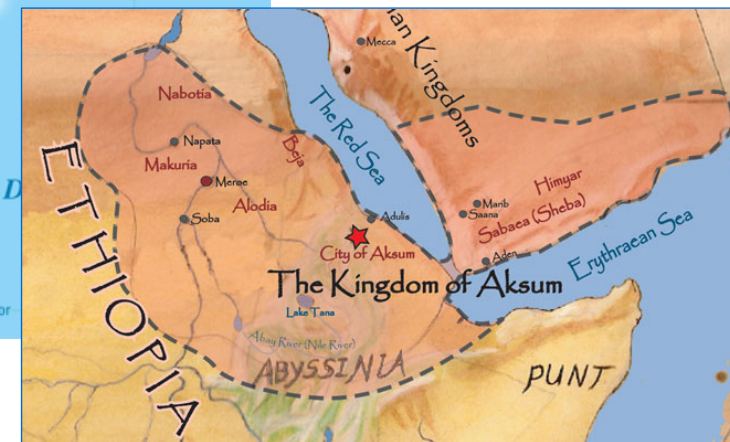 Mecca
ian Kingdoms
Nabotia
The Red Sea
Napata
Beja
Makuria
Meroe
Himyar
D
Alodia
Marib
Saana
Sabaea (Sheba)
Soba
Adulis
City of Aksum
Aden
Erythraean Sea
The Kingdom of Aksum
ETHIOPIA
Lake Tana
or
Abay River (Nile River)
ABYSSINIA
PUNT